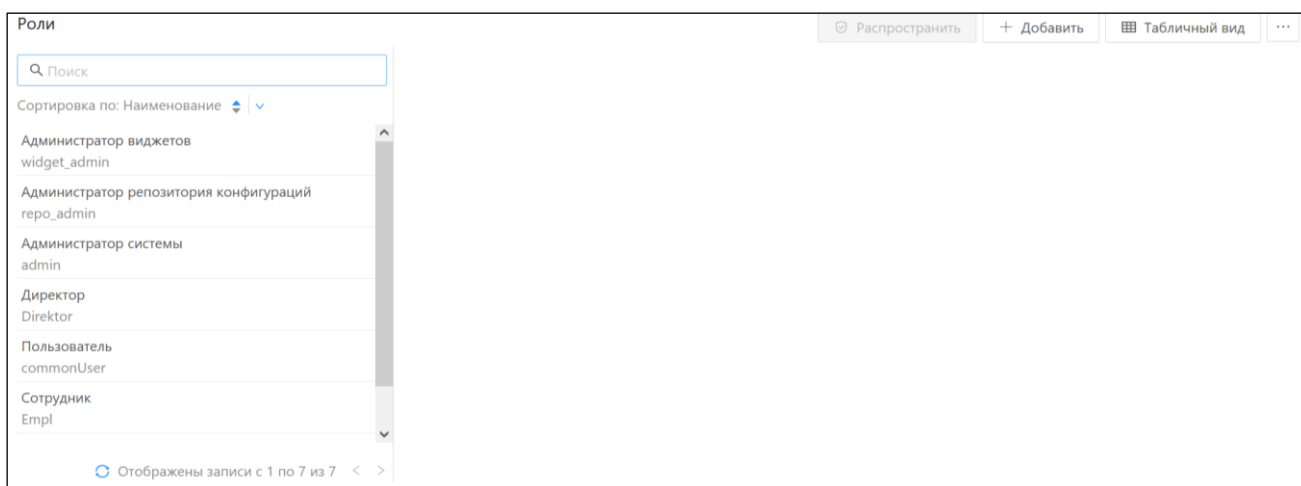 Роли
Распространить
Добавить
Табличный вид
...
Поиск
Сортировка по: Наименование
Администратор виджетов
widget_admin
Администратор репозитория конфигураций
repo_admin
Администратор системы
admin
Директор
Direktor
Пользователь
commonUser
Сотрудник
Empl
Отображены записи с 1 по 7 из 7